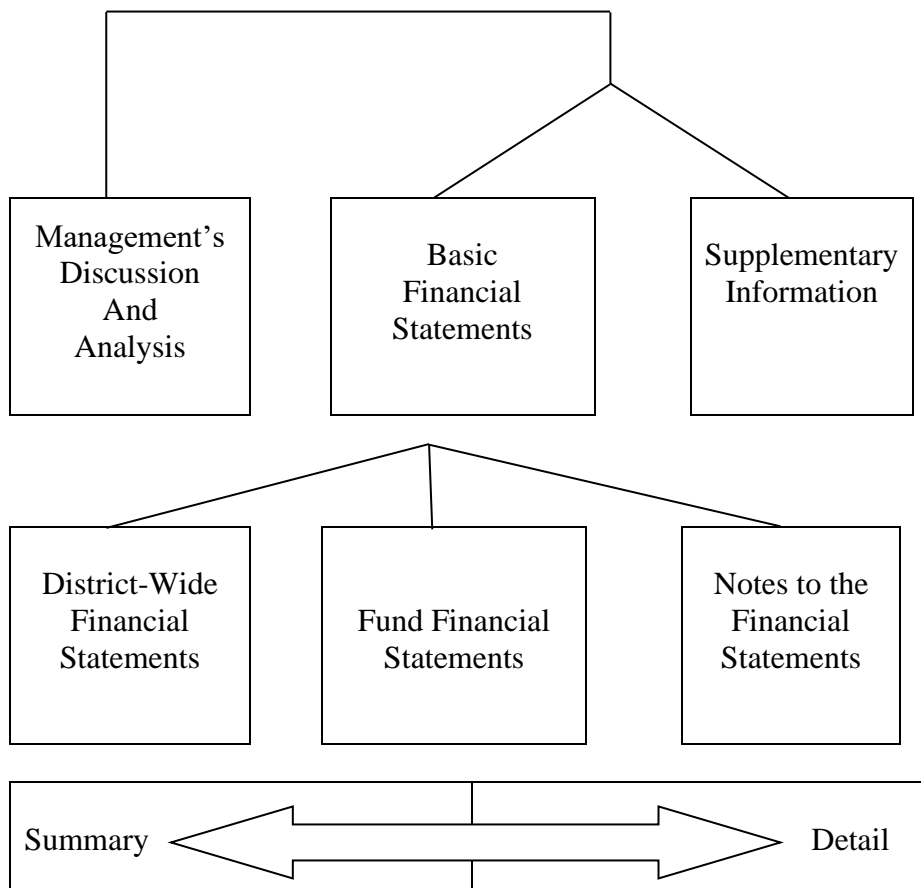 Management’s
Discussion
And
Analysis
Basic
Financial
Statements
Supplementary
Information
District-Wide
Financial
Statements
Fund Financial
Statements
Notes to the
Financial
Statements
Summary
Detail